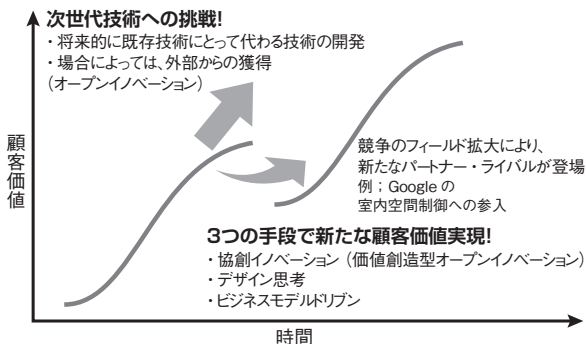 次世代技術への挑戦!
・将来的に既存技術にとって代わる技術の開発
・場合によっては、外部からの獲得
(オープンイノベーション)
顧客価値
競争のフィールド拡大により、
新たなパートナー・ライバルが登場
例；Google の
室内空間制御への参入
3つの手段で新たな顧客価値実現!
・協創イノベーション（価値創造型オープンイノベーション）
・デザイン思考
・ビジネスモデルドリブン
時間